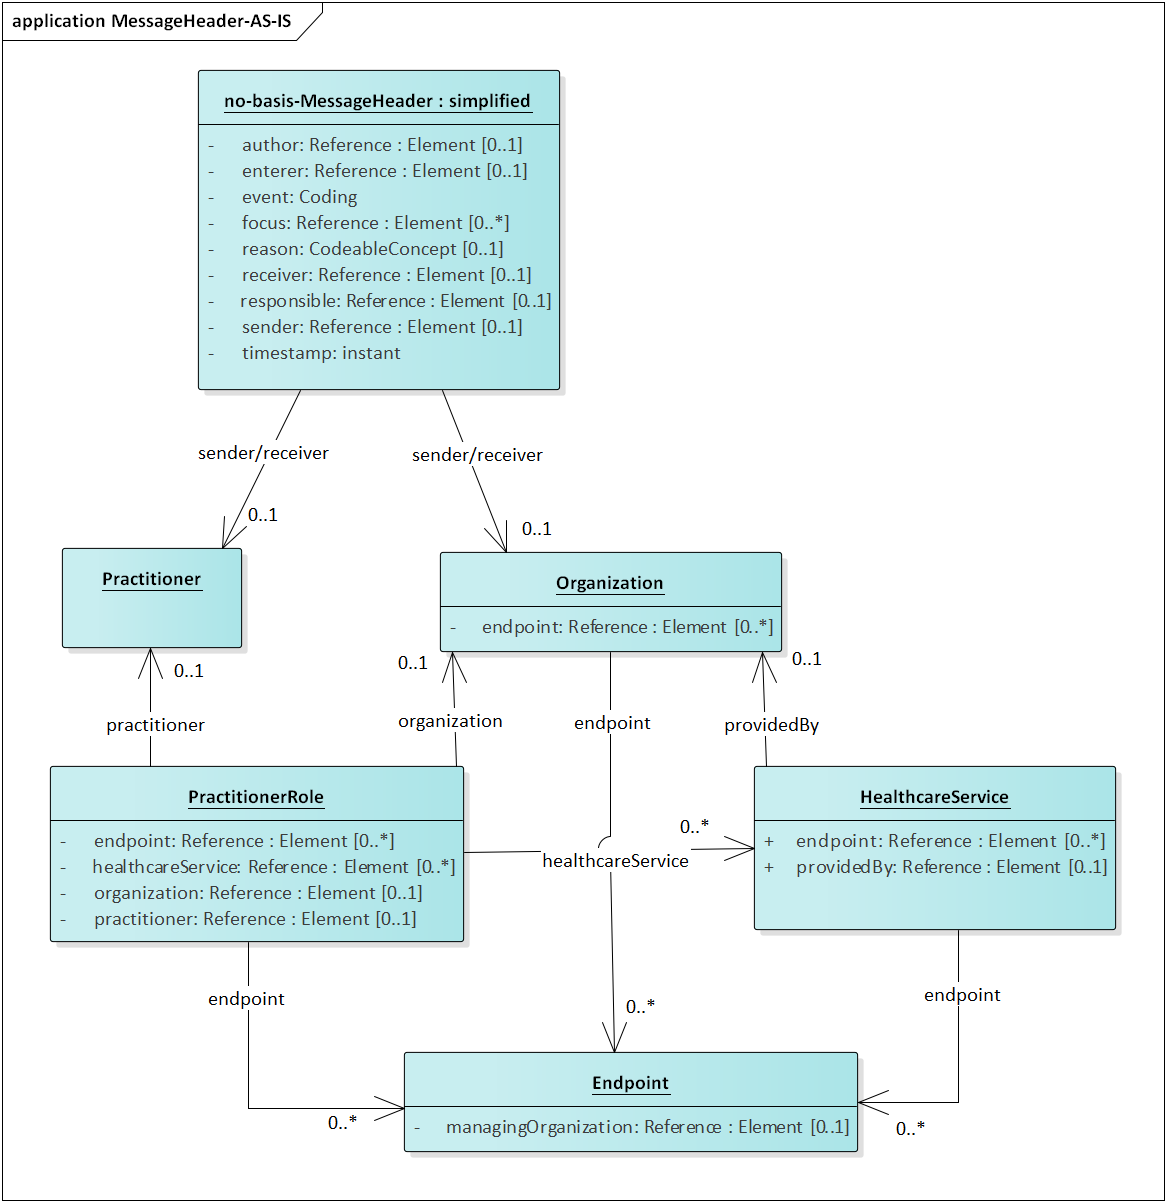 application MessageHeader-AS-IS
no-basis-MessageHeader : simplified
- author: Reference : Element [0..1]
- enterer: Reference : Element [0..1]
- event: Coding
- focus: Reference : Element [0..*]
- reason: CodeableConcept [0..1]
- receiver: Reference : Element [0..1]
- responsible: Reference : Element [0..1]
- sender: Reference : Element [0..1]
- timestamp: instant
sender/receiver
sender/receiver
0..1
0..1
Practitioner
Organization
- endpoint: Reference : Element [0..*]
0..1
0..1
0..1
practitioner
organization
endpoint
providedBy
PractitionerRole
- endpoint: Reference : Element [0..*]
- healthcareService: Reference : Element [0..*]
- organization: Reference : Element [0..1]
- practitioner: Reference : Element [0..1]
0..*
healthcareService
HealthcareService
+ endpoint: Reference : Element [0..*]
+ providedBy: Reference : Element [0..1]
endpoint
endpoint
0..*
0..*
0..*
Endpoint
- managingOrganization: Reference : Element [0..1]